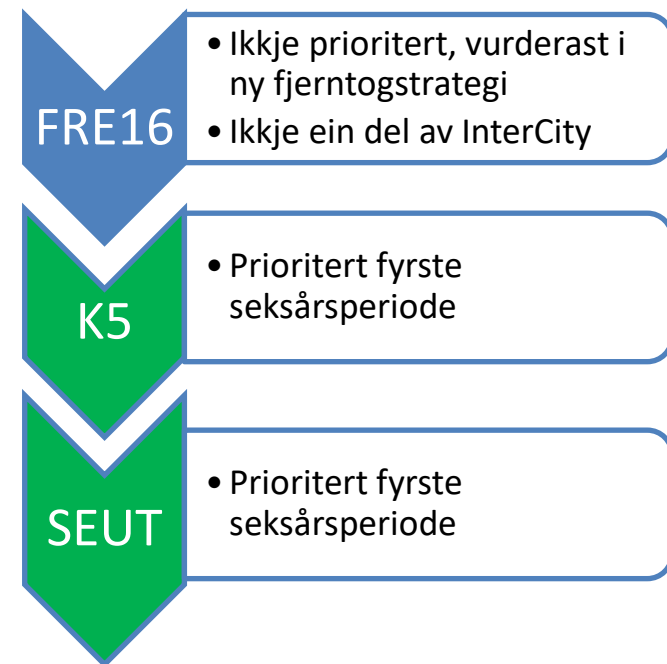 FRE16
• Ikkje prioritert, vurderast i
ny fjerntogstrategi
• Ikkje ein del av InterCity
K5
• Prioritert fyrste
seksårsperiode
SEUT
• Prioritert fyrste
seksårsperiode